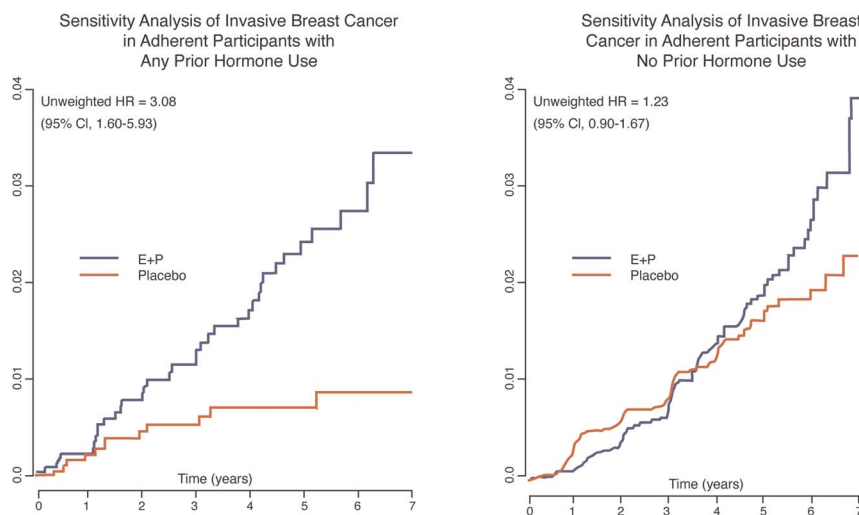 Sensitivity Analysis of Invasive Breast Cancer
in Adherent Participants with
Any Prior Hormone Use
0.04
0.03
0.02
0.01
0.0
Unweighted HR = 3.08
(95% CI, 1.60-5.93)
E+P
Placebo
Time (years)
0 1 2 3 4 5 6 7
Sensitivity Analysis of Invasive Breast
Cancer in Adherent Participants with
No Prior Hormone Use
0.04
0.03
0.02
0.01
0.0
Unweighted HR = 1.23
(95% CI, 0.90-1.67)
E+P
Placebo
Time (years)
0 1 2 3 4 5 6 7